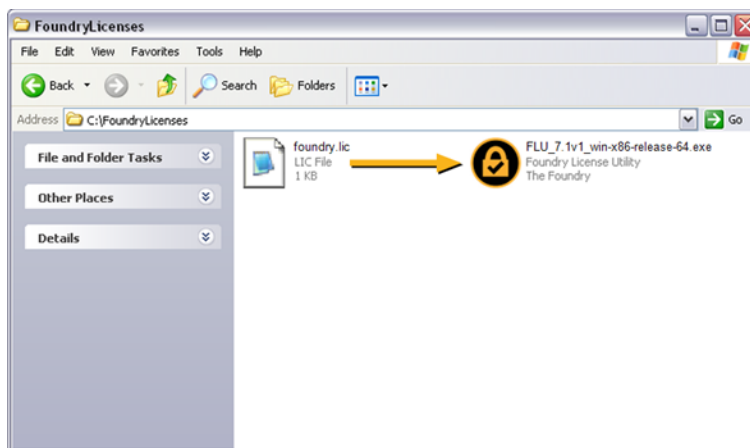 FoundryLicenses
File Edit View Favorites Tools Help
Back Search Folders
Address C:\FoundryLicenses Go
File and Folder Tasks
Other Places
Details
foundry.lic
LIC File
1 KB
FLU_7.1v1_win-x86-release-64.exe
Foundry License Utility
The Foundry